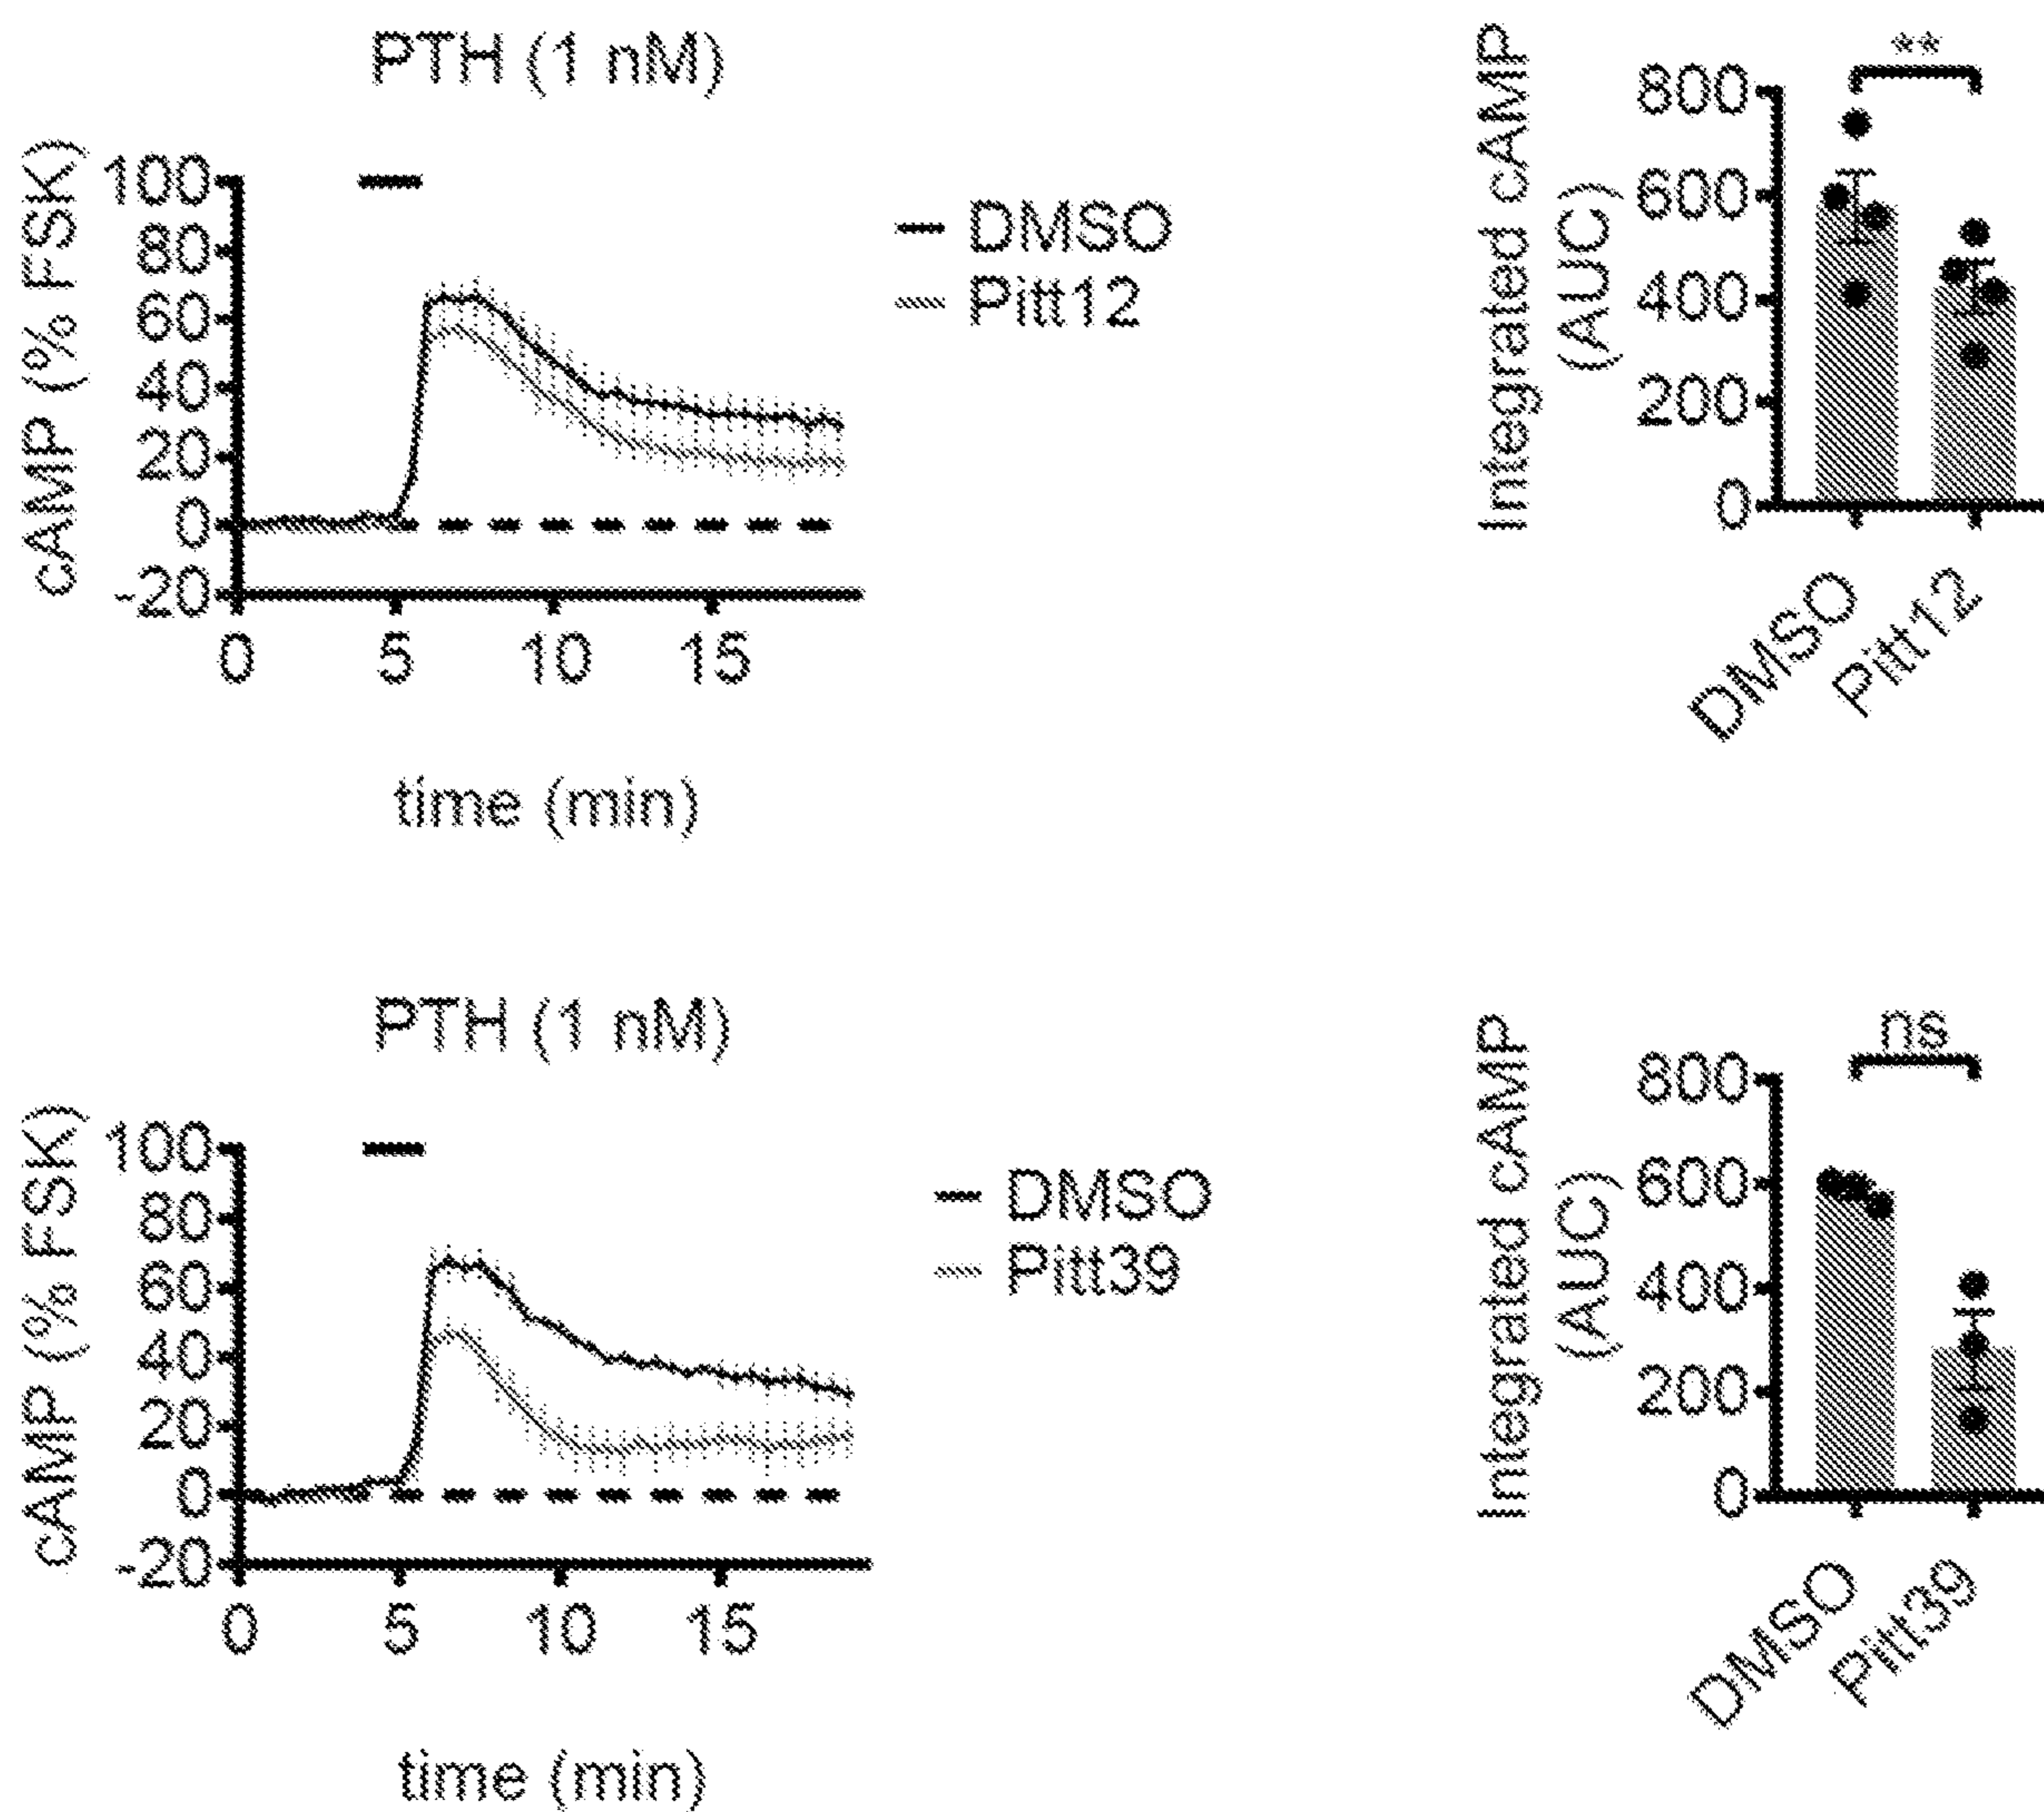 PTH (1 nM)
cAMP (% FSK)
100
80
60
40
20
0
-20
0 5 10 15
time (min)
DMSO
Pitt12
Integrated cAMP
(AUC)
**
800
600
400
200
0
DMSO
Pitt12
PTH (1 nM)
cAMP (% FSK)
100
80
60
40
20
0
-20
0 5 10 15
time (min)
DMSO
Pitt39
Integrated cAMP
(AUC)
ns
800
600
400
200
0
DMSO
Pitt39